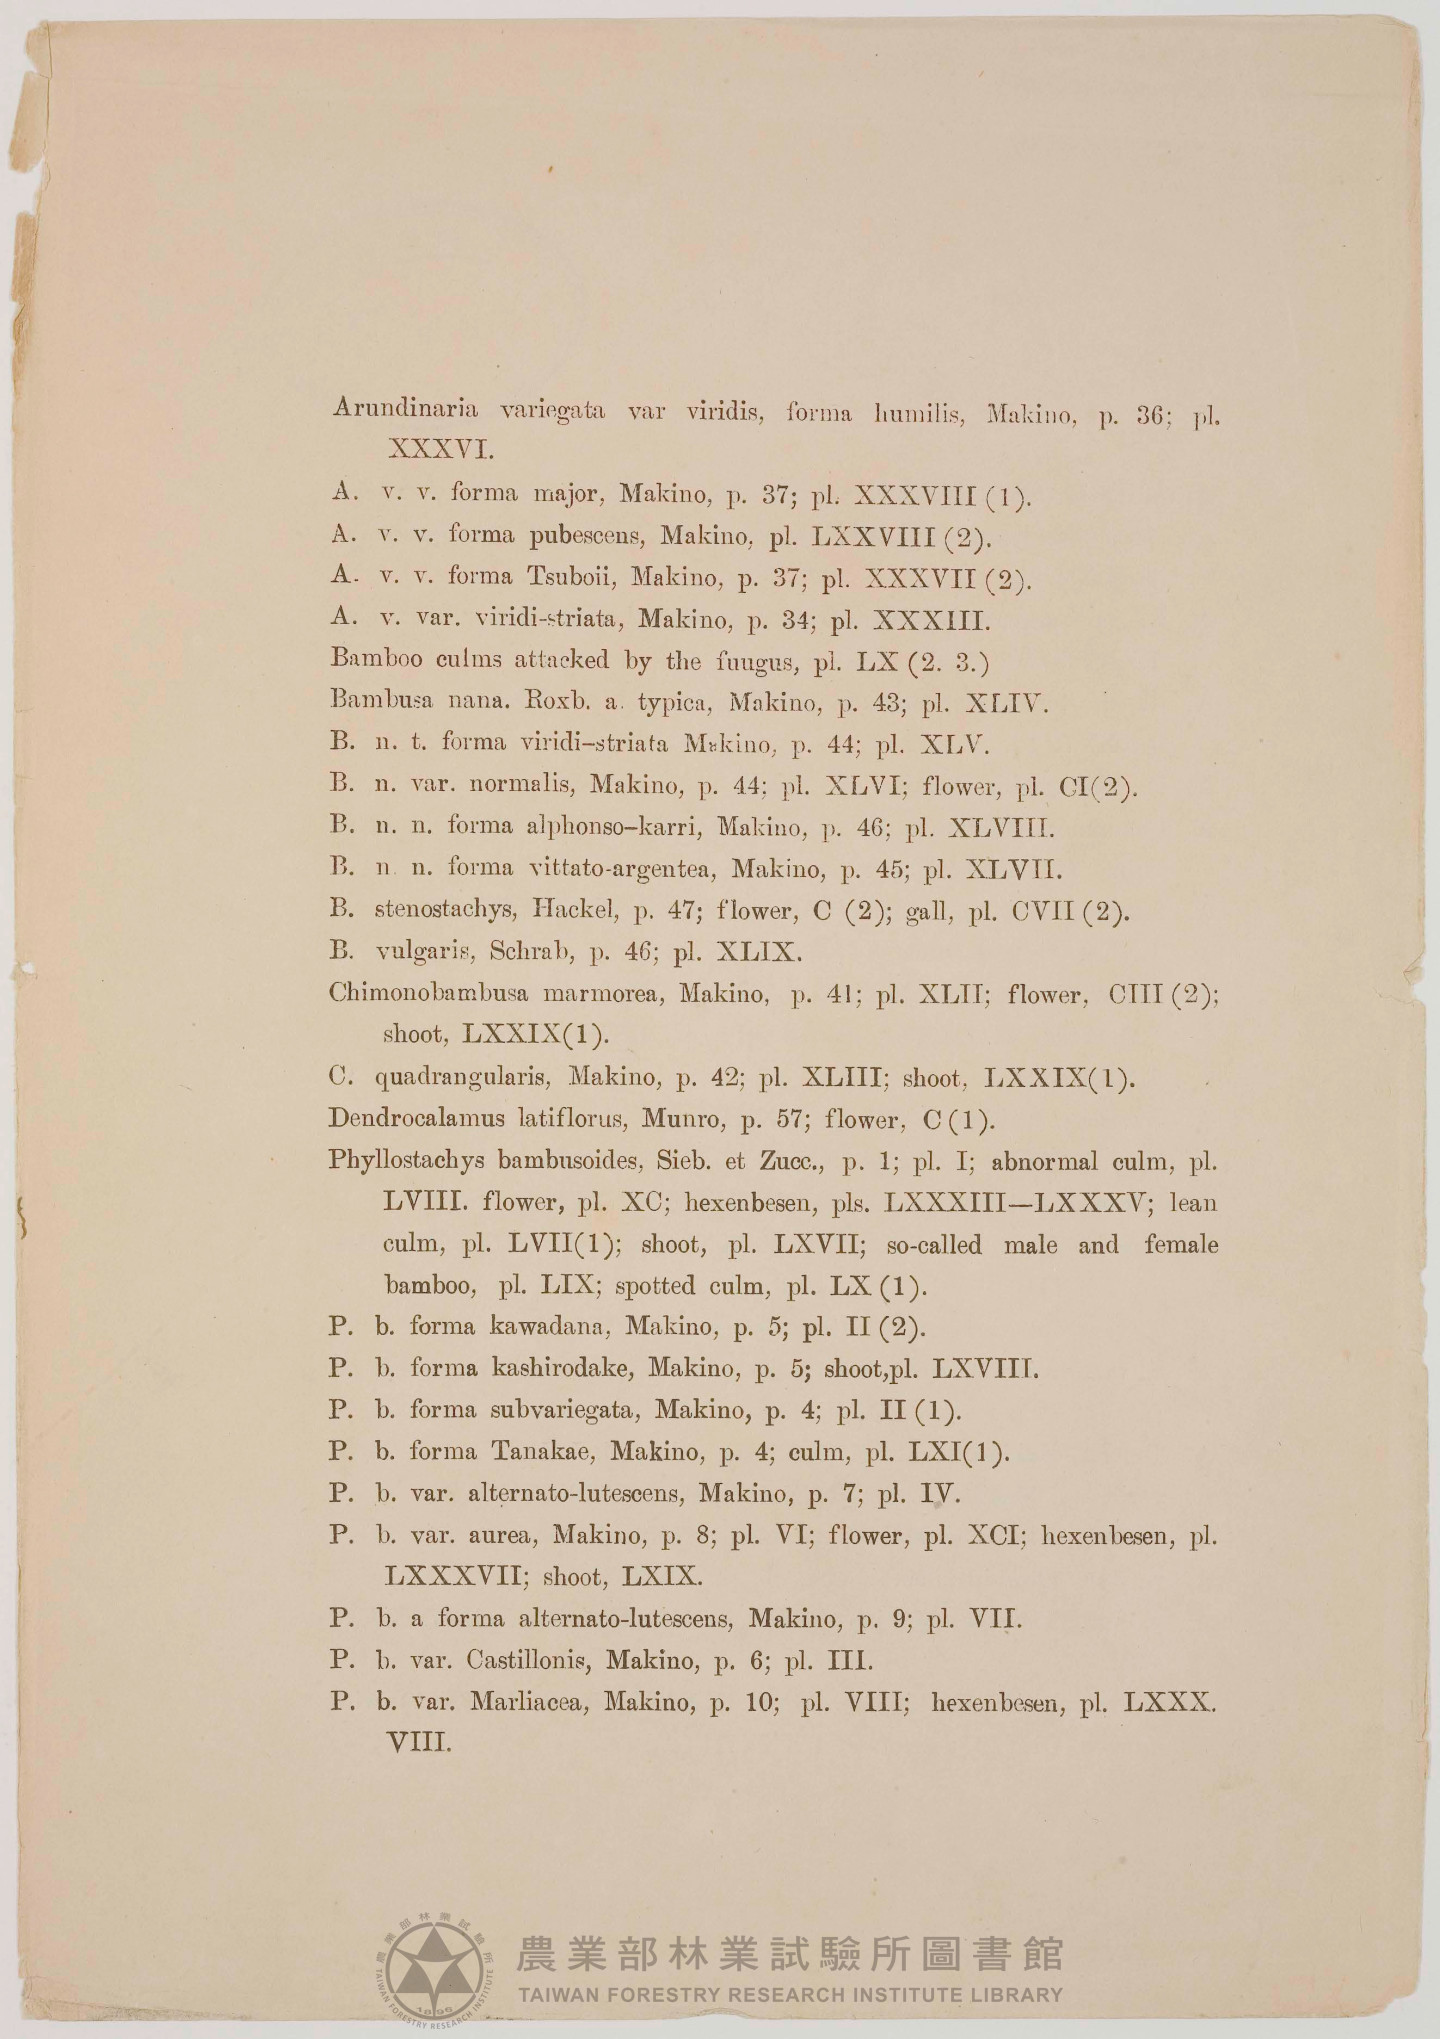 Arundinaria variegata var viridis, forma humilis, Makino, p. 36; pl.
XXXVI.
A. v. v. forma major, Makino, p. 37; pl. XXXVIII (1).
A. v. v. forma pubescens, Makino, pl. LXXVIII (2).
A. v. v. forma Tsuboii, Makino, p. 37; pl. XXXVII (2).
A. v. var. viridi-striata, Makino, p. 34; pl. XXXIII.
Bamboo culms attacked by the fuugus, pl. LX (2. 3.)
Bambusa nana. Roxb. a. typica, Makino, p. 43; pl. XLIV.
B. n. t. forma viridi–striata Makino, p. 44; pl. XLV.
B. n. var. normalis, Makino, p. 44; pl. XLVI; flower, pl. CI(2).
B. n. n. forma alphonso–karri, Makino, p. 46; pl. XLVIII.
B. n. n. forma vittato-argentea, Makino, p. 45; pl. XLVII.
B. stenostachys, Hackel, p. 47; flower, C (2); gall, pl. CVII (2).
B. vulgaris, Schrab, p. 46; pl. XLIX.
Chimonobambusa marmorea, Makino, p. 41; pl. XLII; flower, CIII (2);
shoot, LXXIX(1).
C. quadrangularis, Makino, p. 42; pl. XLIII; shoot, LXXIX(1).
Dendrocalamus latiflorus, Munro, p. 57; flower, C (1).
Phyllostachys bambusoides, Sieb. et Zucc., p. 1; pl. I; abnormal culm, pl.
LVIII. flower, pl. XC; hexenbesen, pls. LXXXIII—LXXXV; lean
culm, pl. LVII(1); shoot, pl. LXVII; so-called male and female
bamboo, pl. LIX; spotted culm, pl. LX (1).
P. b. forma kawadana, Makino, p. 5; pl. II (2).
P. b. forma kashirodake, Makino, p. 5; shoot,pl. LXVIII.
P. b. forma subvariegata, Makino, p. 4; pl. II (1).
P. b. forma Tanakae, Makino, p. 4; culm, pl. LXI(1).
P. b. var. alternato-lutescens, Makino, p. 7; pl. IV.
P. b. var. aurea, Makino, p. 8; pl. VI; flower, pl. XCI; hexenbesen, pl.
LXXXVII; shoot, LXIX.
P. b. a forma alternato-lutescens, Makino, p. 9; pl. VII.
P. b. var. Castillonis, Makino, p. 6; pl. III.
P. b. var. Marliacea, Makino, p. 10; pl. VIII; hexenbesen, pl. LXXX.
VIII.
農業部林業試驗所
TAIWAN FORESTRY RESEARCH INSTITUTE
1895
農業部林業試驗所圖書館
TAIWAN FORESTRY RESEARCH INSTITUTE LIBRARY